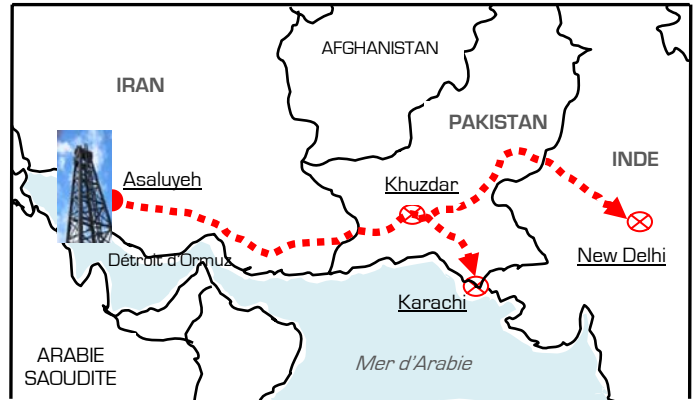 AFGHANISTAN
IRAN
PAKISTAN
INDE
Asaluyeh
Khuzdar
New Delhi
Détroit d'Ormuz
Karachi
ARABIE
SAOUDITE
Mer d'Arabie